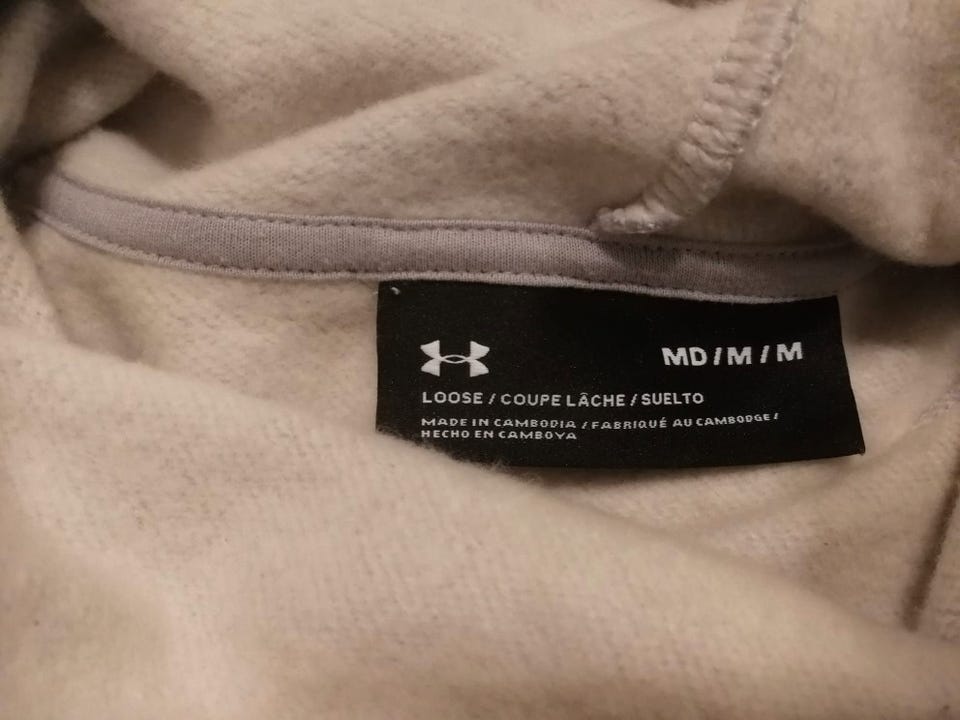 MD/M/M
LOOSE / COUPE LÂCHE / SUELTO
MADE IN CAMBODIA / FABRIQUÉ AU CAMBODGE /
HECHO EN CAMBOYA